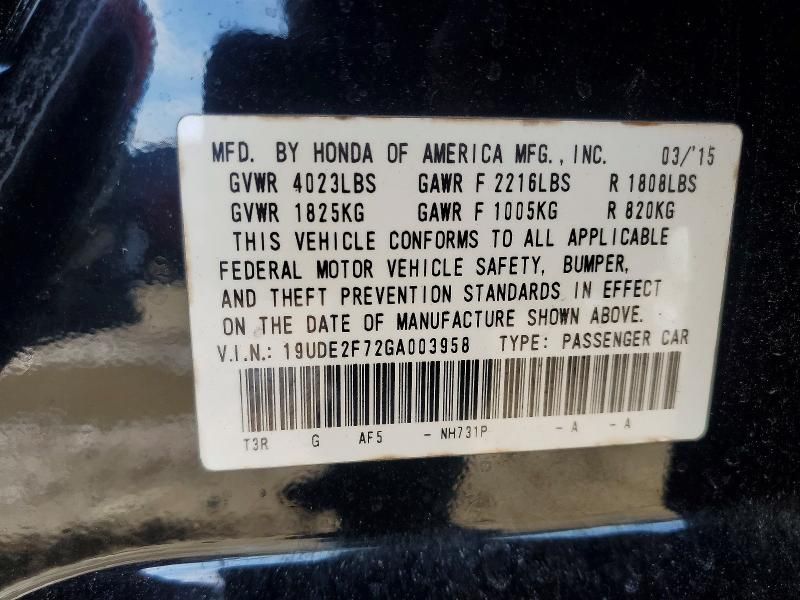 MFD. BY HONDA OF AMERICA MFG., INC. 03/'15
GVWR 4023LBS GAWR F 2216LBS R 1808LBS
GVWR 1825KG GAWR F 1005KG R 820KG
THIS VEHICLE CONFORMS TO ALL APPLICABLE
FEDERAL MOTOR VEHICLE SAFETY, BUMPER,
AND THEFT PREVENTION STANDARDS IN EFFECT
ON THE DATE OF MANUFACTURE SHOWN ABOVE.
V.I.N.: 19UDE2F72GA003958 TYPE: PASSENGER CAR
T3R G AF5 - NH731P - A - A